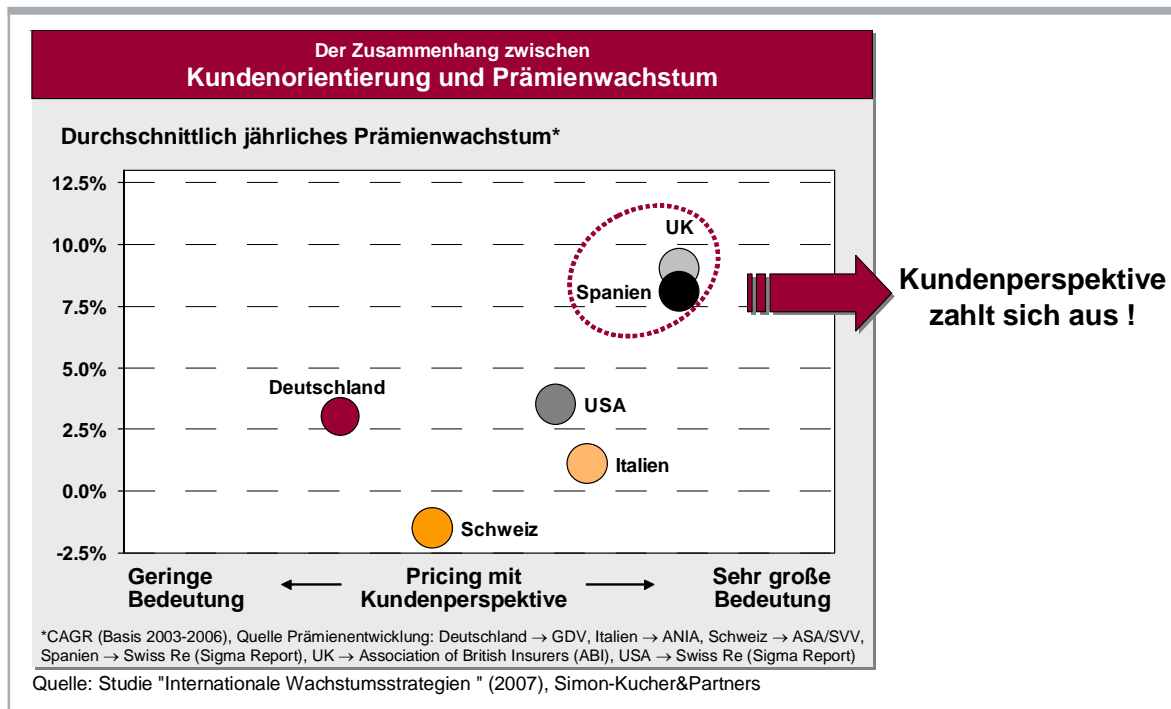 Der Zusammenhang zwischen
Kundenorientierung und Prämienwachstum
Durchschnittlich jährliches Prämienwachstum*
12.5%
10.0%
7.5%
5.0%
2.5%
0.0%
-2.5%
UK
Spanien
Deutschland
USA
Italien
Schweiz
Kundenperspektive
zahlt sich aus !
Geringe
Bedeutung
Pricing mit
Kundenperspektive
Sehr große
Bedeutung
*CAGR (Basis 2003-2006), Quelle Prämienentwicklung: Deutschland → GDV, Italien → ANIA, Schweiz → ASA/SVV,
Spanien → Swiss Re (Sigma Report), UK → Association of British Insurers (ABI), USA → Swiss Re (Sigma Report)
Quelle: Studie "Internationale Wachstumsstrategien " (2007), Simon-Kucher&Partners